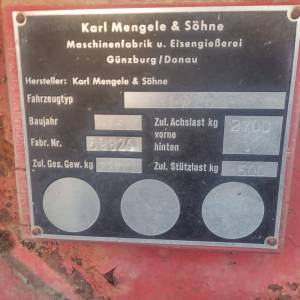 Karl Mengele & Söhne
Maschinenfabrik u. Eisengießerei
Günzburg/Donau
Hersteller: Karl Mengele & Söhne
Fahrzeugtyp
Baujahr
Zul. Achslast kg
vorne
2700
Fabr. Nr.
hinten
Zul. Ges. Gew. kg
Zul. Stützlast kg